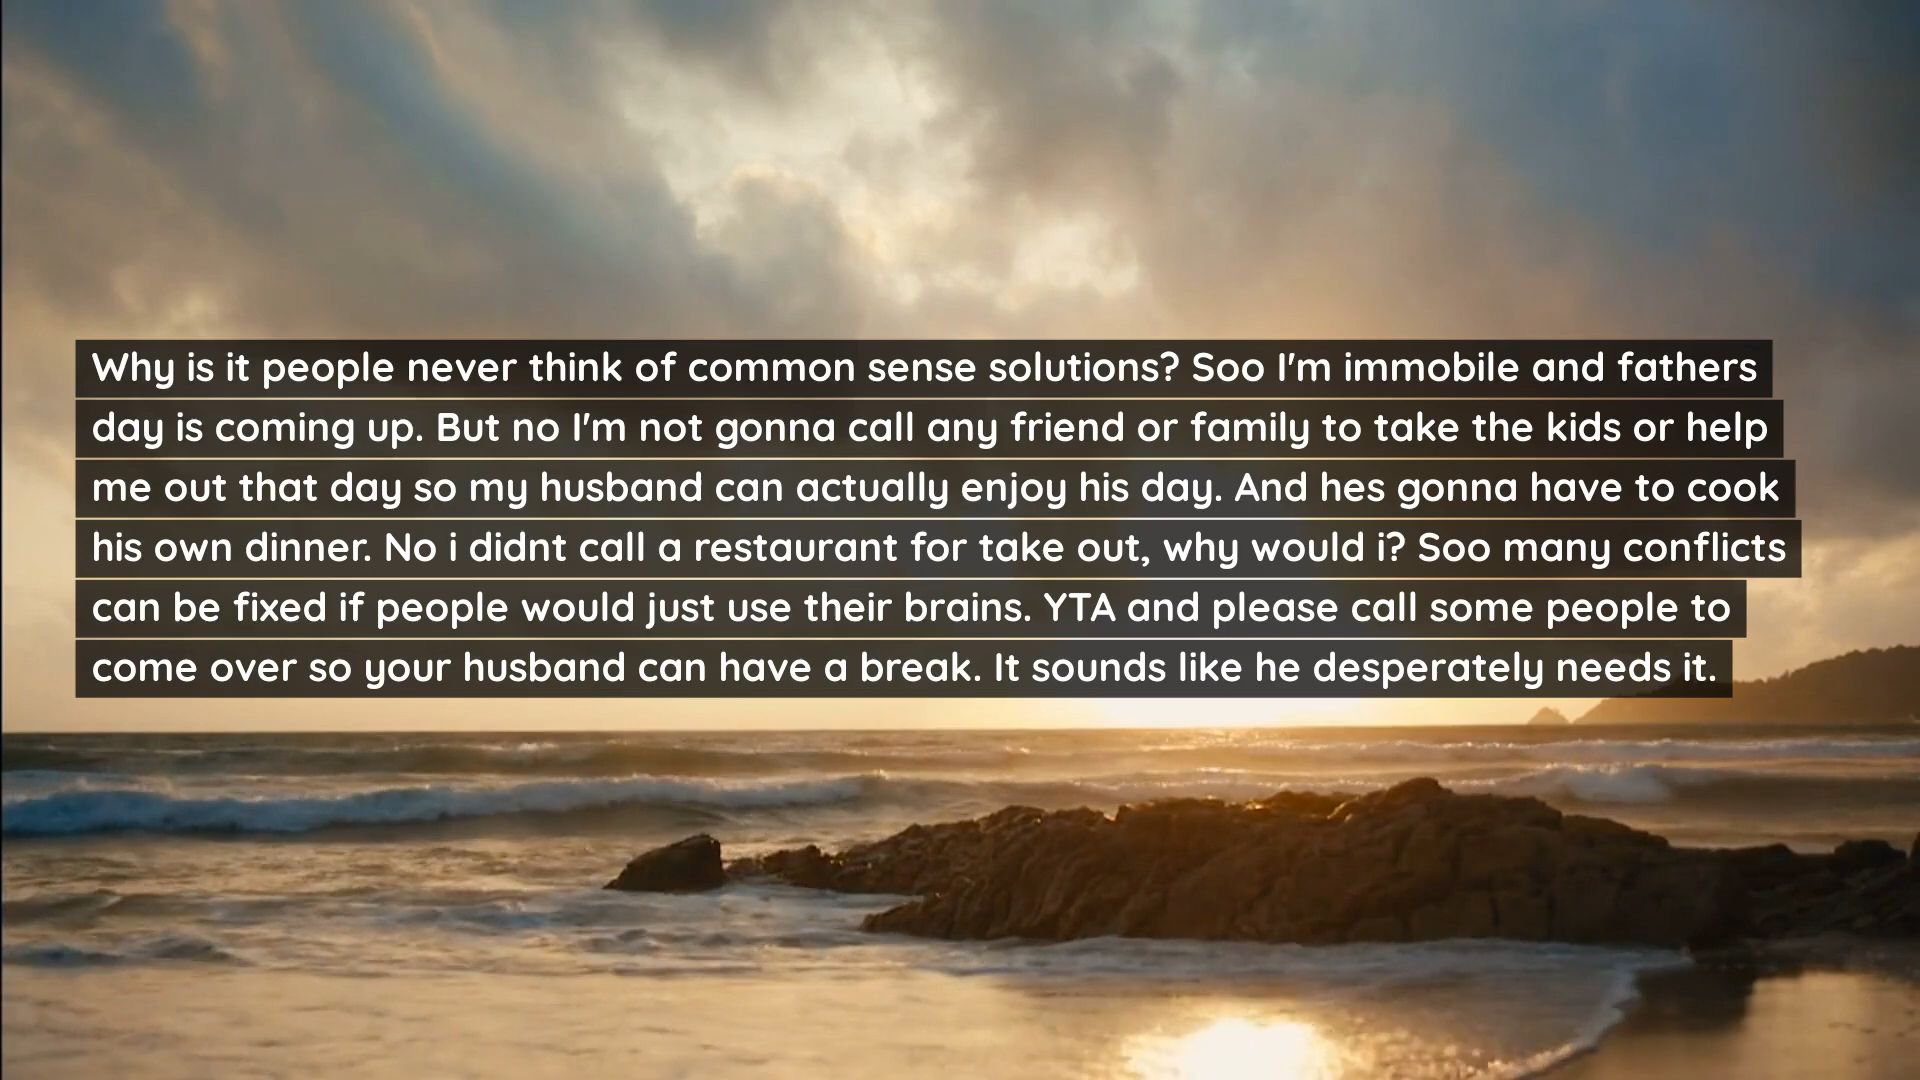 Why is it people never think of common sense solutions? Soo I'm immobile and fathers
day is coming up. But no I'm not gonna call any friend or family to take the kids or help
me out that day so my husband can actually enjoy his day. And hes gonna have to cook
his own dinner. No i didnt call a restaurant for take out, why would i? Soo many conflicts
can be fixed if people would just use their brains. YTA and please call some people to
come over so your husband can have a break. It sounds like he desperately needs it.